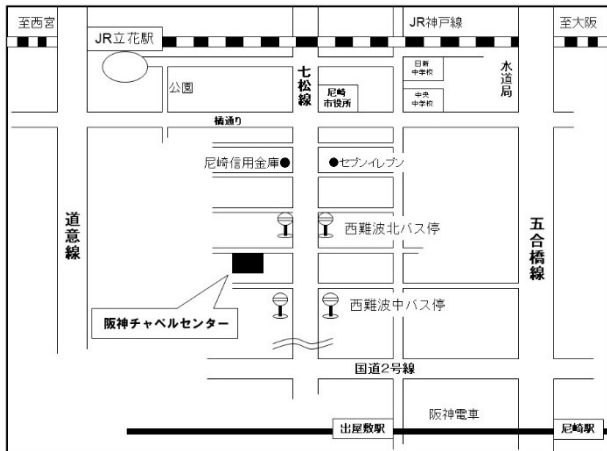 至西宮
JR神戸線
至大阪
JR立花駅
公園
七松線
尼崎
市役所
日新
中学校
中央
中学校
水道局
橘通り
尼崎信用金庫
セブンイレブン
道意線
西難波北バス停
五合橋線
阪神チャペルセンター
西難波中バス停
国道2号線
阪神電車
出屋敷駅
尼崎駅